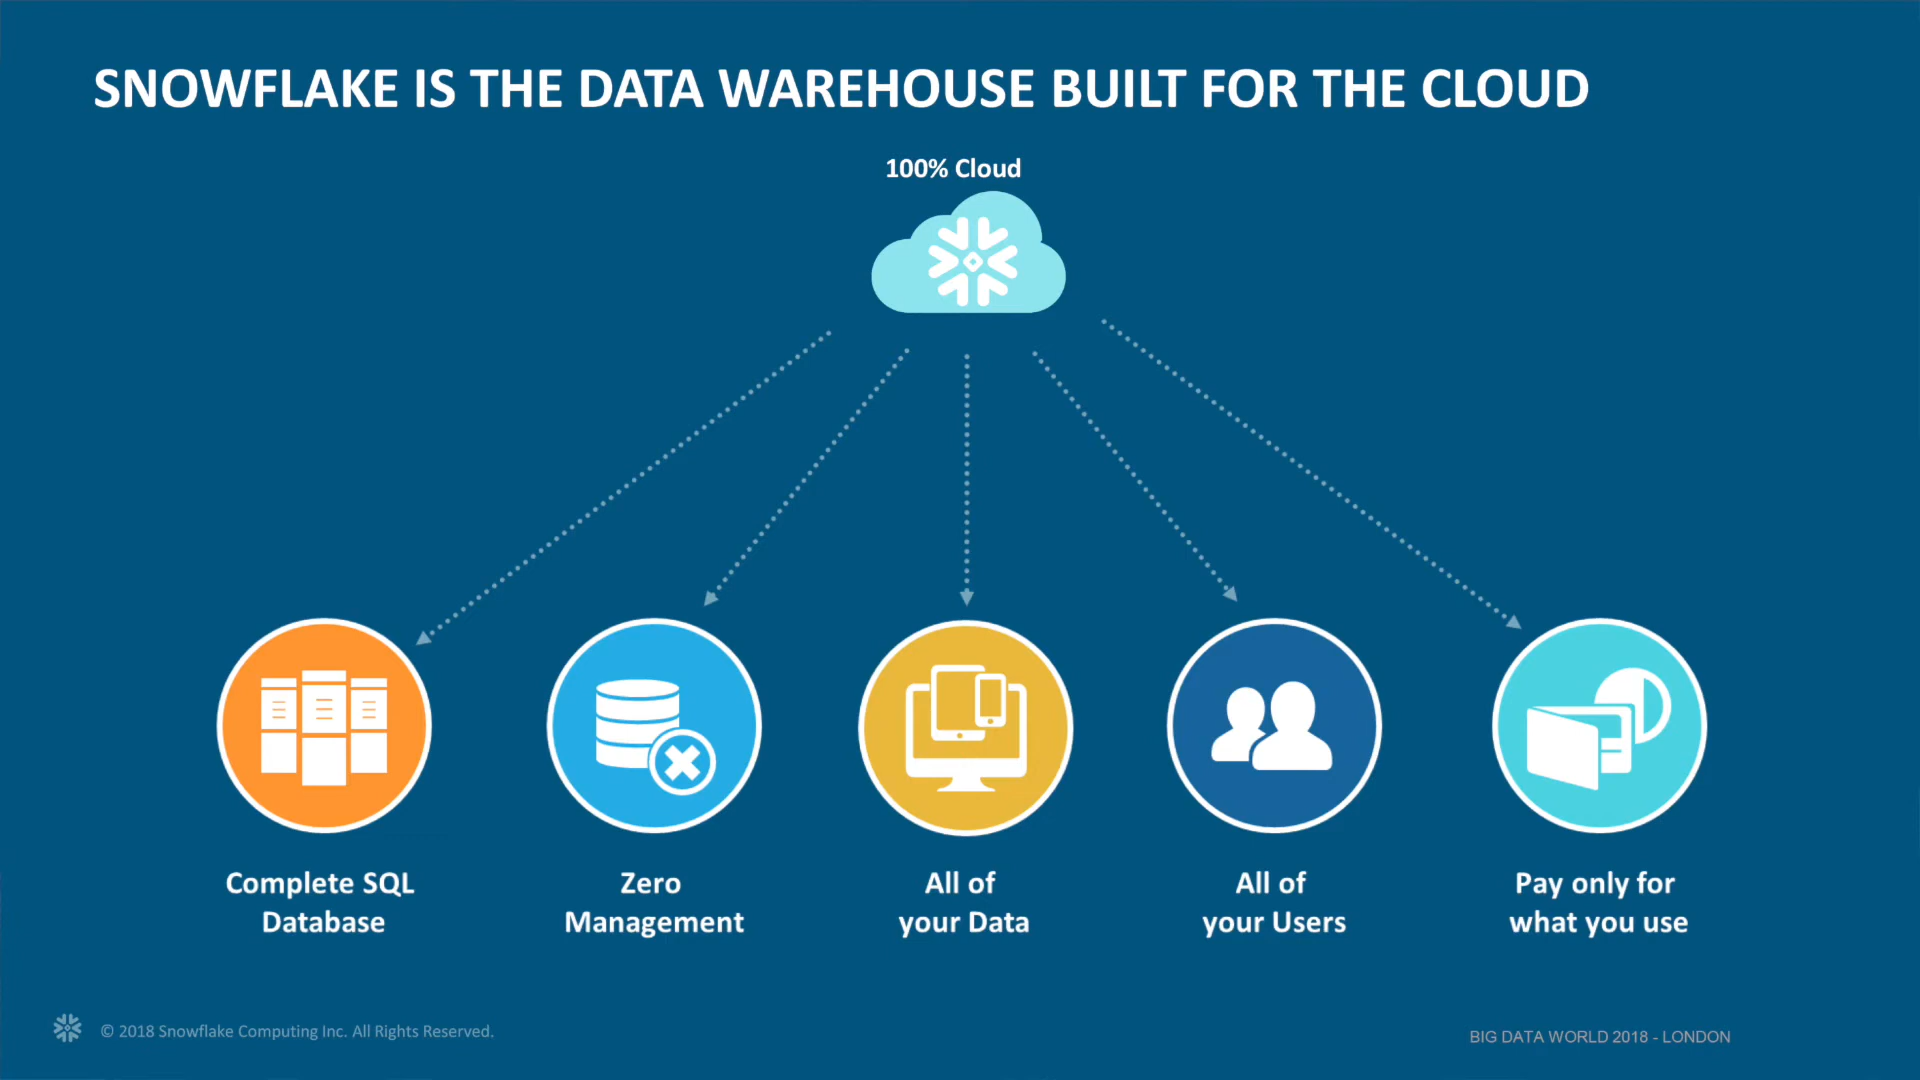 SNOWFLAKE IS THE DATA WAREHOUSE BUILT FOR THE CLOUD
100% Cloud
Complete SQL
Database
Zero
Management
All of
your Data
All of
your Users
Pay only for
what you use
© 2018 Snowflake Computing Inc. All Rights Reserved.
BIG DATA WORLD 2018 - LONDON